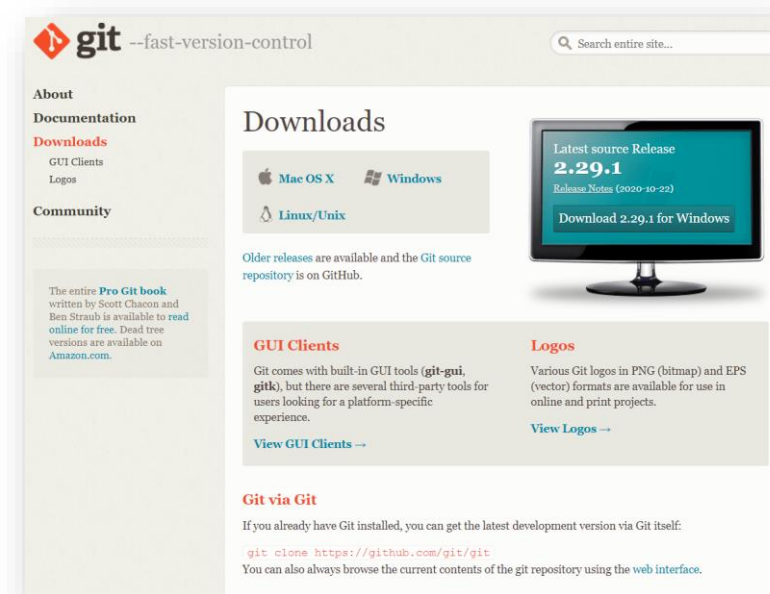 git --fast-version-control
Search entire site...
About
Documentation
Downloads
GUI Clients
Logos
Community
The entire Pro Git book
written by Scott Chacon and
Ben Straub is available to read
online for free. Dead tree
versions are available on
Amazon.com.
Downloads
Mac OS X
Windows
Linux/Unix
Older releases are available and the Git source
repository is on GitHub.
Latest source Release
2.29.1
Release Notes (2020-10-22)
Download 2.29.1 for Windows
GUI Clients
Git comes with built-in GUI tools (git-gui,
gitk), but there are several third-party tools for
users looking for a platform-specific
experience.
View GUI Clients →
Logos
Various Git logos in PNG (bitmap) and EPS
(vector) formats are available for use in
online and print projects.
View Logos →
Git via Git
If you already have Git installed, you can get the latest development version via Git itself:
git clone https://github.com/git/git
You can also always browse the current contents of the git repository using the web interface.